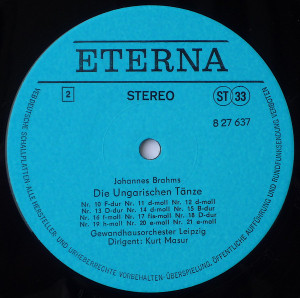 ETERNA
2
STEREO
ST 33
8 27 637
Johannes Brahms
Die Ungarischen Tänze
Nr. 10 F-dur Nr. 11 d-moll Nr. 12 d-moll
Nr. 13 D-dur Nr. 14 d-moll Nr. 15 B-dur
Nr. 16 f-moll Nr. 17 fis-moll Nr. 18 D-dur
Nr. 19 h-moll Nr. 20 e-moll Nr. 21 e-moll
Gewandhausorchester Leipzig
Dirigent: Kurt Masur
VEB DEUTSCHE SCHALLPLATTEN · ALLE HERSTELLER- UND URHEBERRECHTE VORBEHALTEN · ÜBERSPIELUNG, ÖFFENTLICHE AUFFÜHRUNG UND RUNDFUNKSENDUNG VERBOTEN